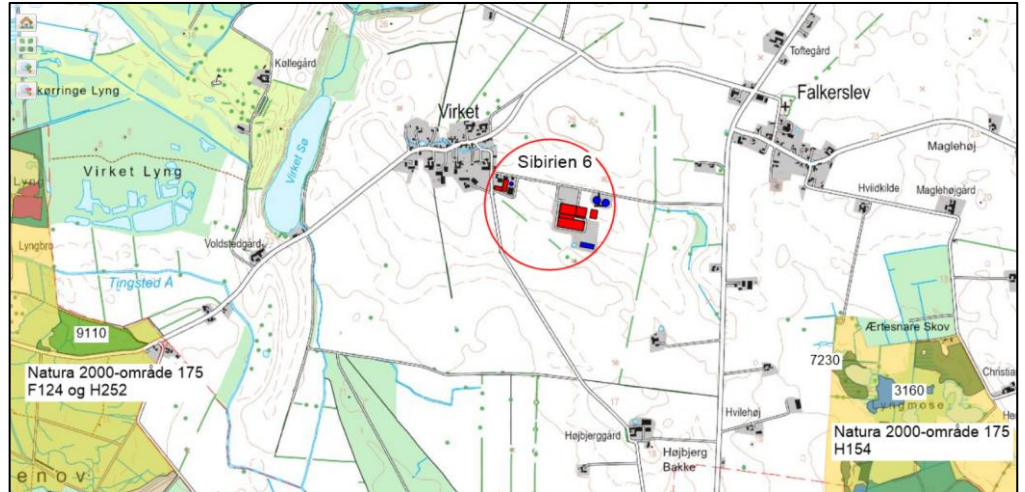 Toftegård
Køllegård
kørringe Lyng
Falkerslev
Virket
Maglehøj
Sibirien 6
Virket Sø
Virket Lyng
Lyng
Hvidkilde
Maglehøjgård
Lyngbro
Voldstedgård
Tingsted Å
9110
Ærtesnare Skov
7230
Natura 2000-område 175
F124 og H252
3160
Christia
Lyngmose
Hvilehøj
Højbjerggård
Højbjerg
Bakke
Natura 2000-område 175
H154
enov